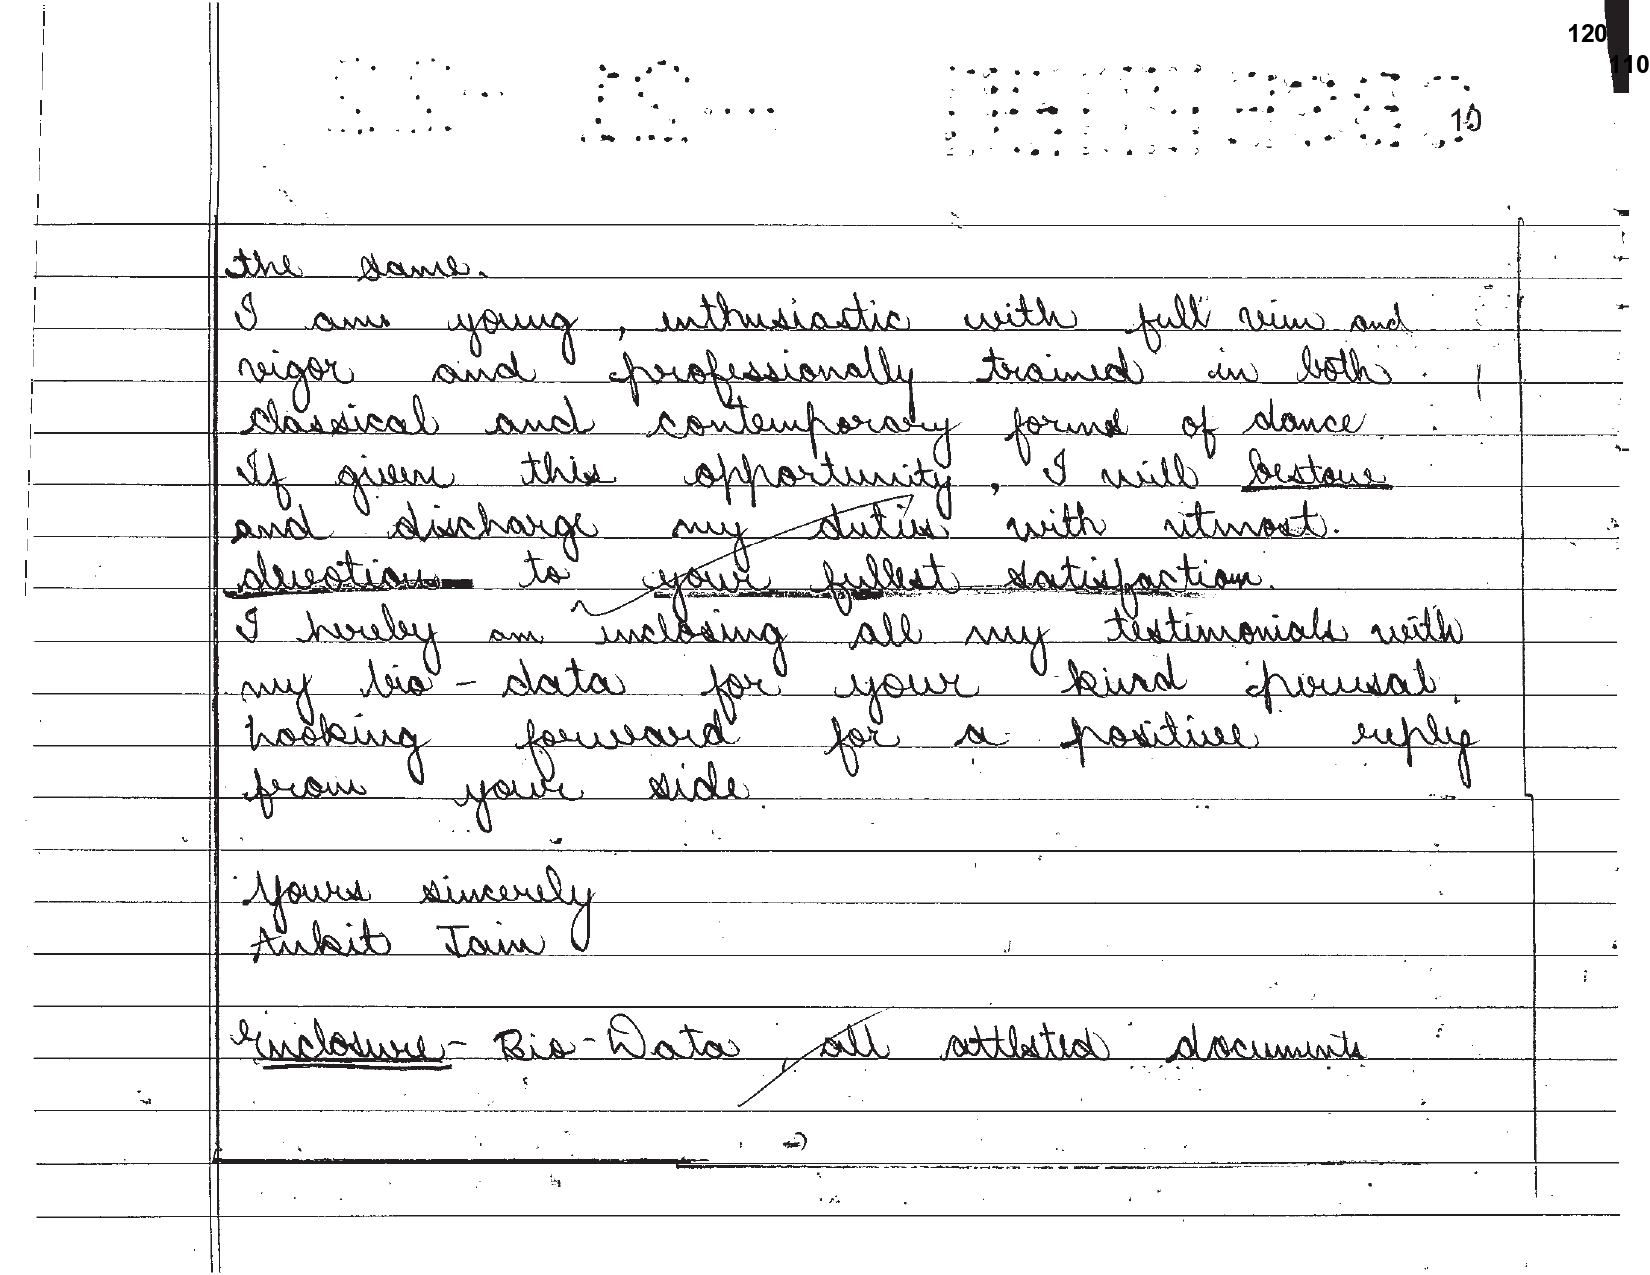 120
110
10
the same.
I am young, enthusiastic with full vim and
vigor and professionally trained in both
classical and contemporary forms of dance.
If given this opportunity, I will bestow
and discharge my duties with utmost.
devotion to your fullest satisfaction.
I hereby am inclosing all my testimonials with
my bio-data for your kind perusal.
Looking forward for a positive reply
from your side.
Yours sincerely
Ankit Jain
Enclosure - Bio-Data, all attested documents